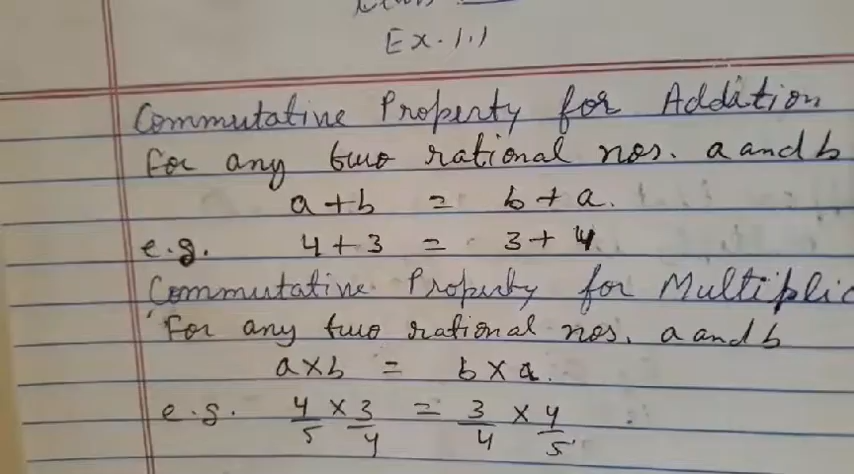 Ex. 1.1
Commutative Property for Addition
for any two rational nos. a and b
a + b = b + a.
e.g. 4 + 3 = 3 + 4
Commutative Property for Multiplic
for any two rational nos. a and b
a × b = b × a.
e.g. 4/5 × 3/4 = 3/4 × 4/5